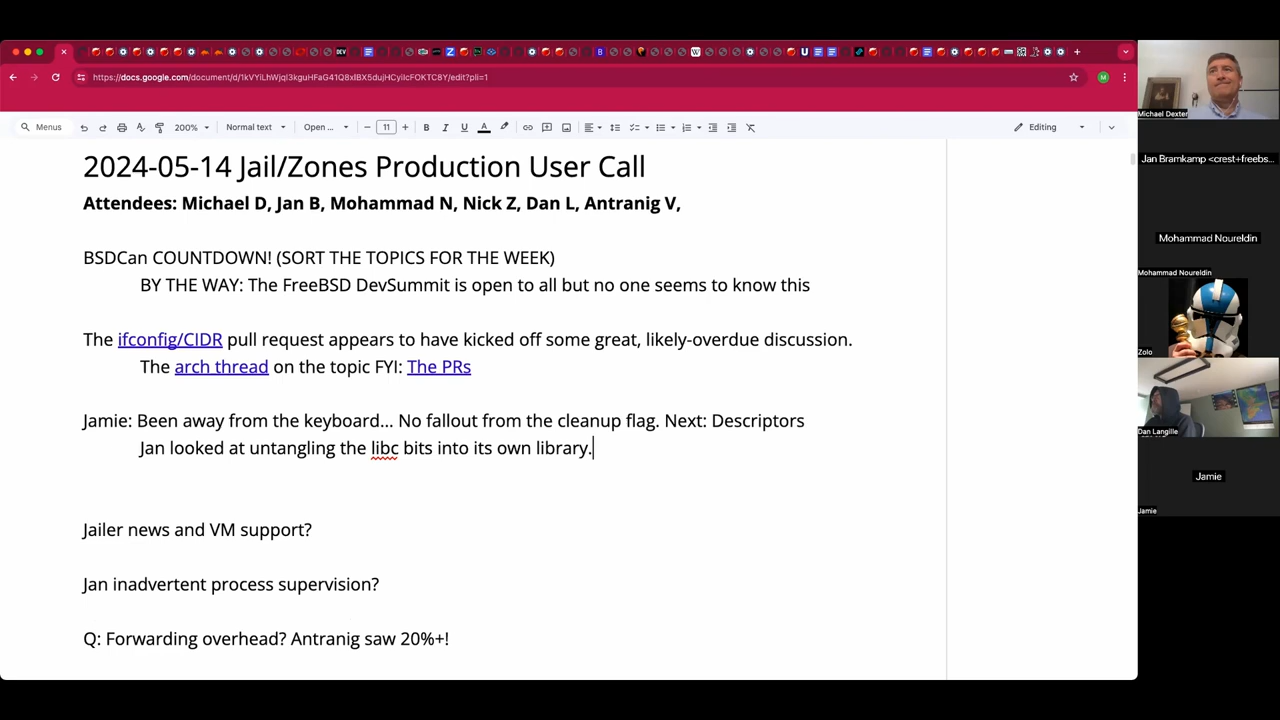 https://docs.google.com/document/d/1kVYiLhWjqI3kguHFaG41Q8xIBX5dujHCyiIcFOKTC8Y/edit?pli=1
Menus
200%
Normal text
Open ...
11
Editing
2024-05-14 Jail/Zones Production User Call
Attendees: Michael D, Jan B, Mohammad N, Nick Z, Dan L, Antranig V,
BSDCan COUNTDOWN! (SORT THE TOPICS FOR THE WEEK)
BY THE WAY: The FreeBSD DevSummit is open to all but no one seems to know this
The ifconfig/CIDR pull request appears to have kicked off some great, likely-overdue discussion.
The arch thread on the topic FYI: The PRs
Jamie: Been away from the keyboard... No fallout from the cleanup flag. Next: Descriptors
Jan looked at untangling the libc bits into its own library.
Jailer news and VM support?
Jan inadvertent process supervision?
Q: Forwarding overhead? Antranig saw 20%+!
Michael Dexter
Jan Bramkamp <crest+freebs...
Mohammad Noureldin
Mohammad Noureldin
Zolo
Dan Langille
Jamie
Jamie